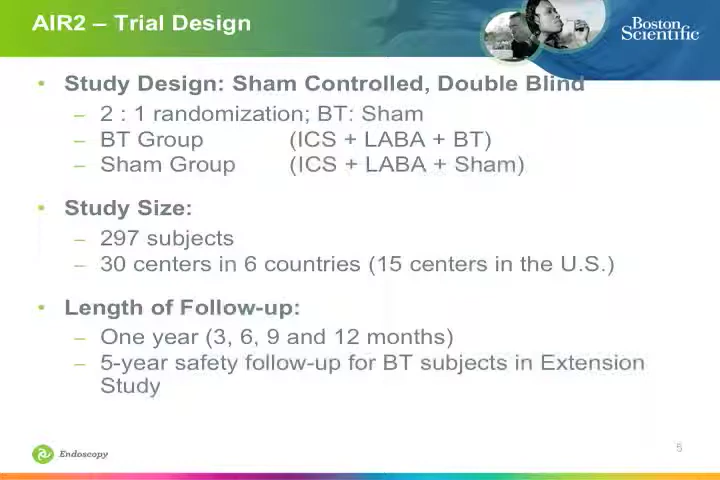 AIR2 – Trial Design
Boston
Scientific
• Study Design: Sham Controlled, Double Blind
– 2 : 1 randomization; BT: Sham
– BT Group (ICS + LABA + BT)
– Sham Group (ICS + LABA + Sham)
• Study Size:
– 297 subjects
– 30 centers in 6 countries (15 centers in the U.S.)
• Length of Follow-up:
– One year (3, 6, 9 and 12 months)
– 5-year safety follow-up for BT subjects in Extension
Study
Endoscopy
5